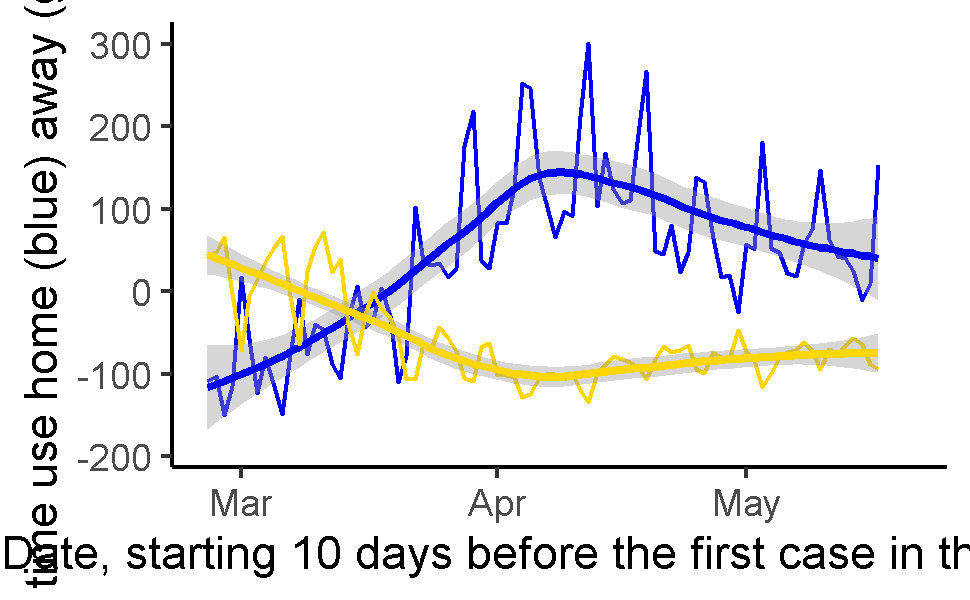 time use home (blue) away (
300
200
100
0
-100
-200
Mar Apr May
Date, starting 10 days before the first case in th